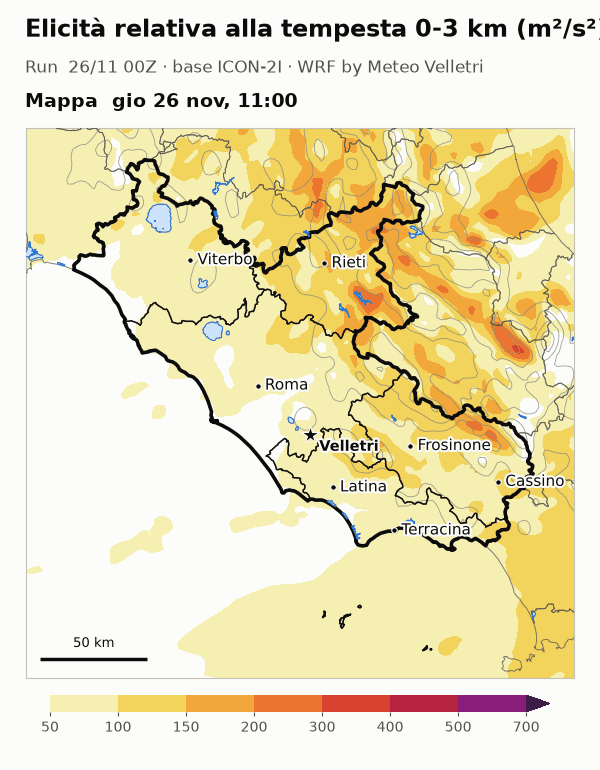 Elicità relativa alla tempesta 0-3 km (m²/s²)
Run 26/11 00Z · base ICON-2I · WRF by Meteo Velletri
Mappa gio 26 nov, 11:00
Viterbo
Rieti
Roma
Velletri
Frosinone
Cassino
Latina
Terracina
50 km
50 100 150 200 300 400 500 700